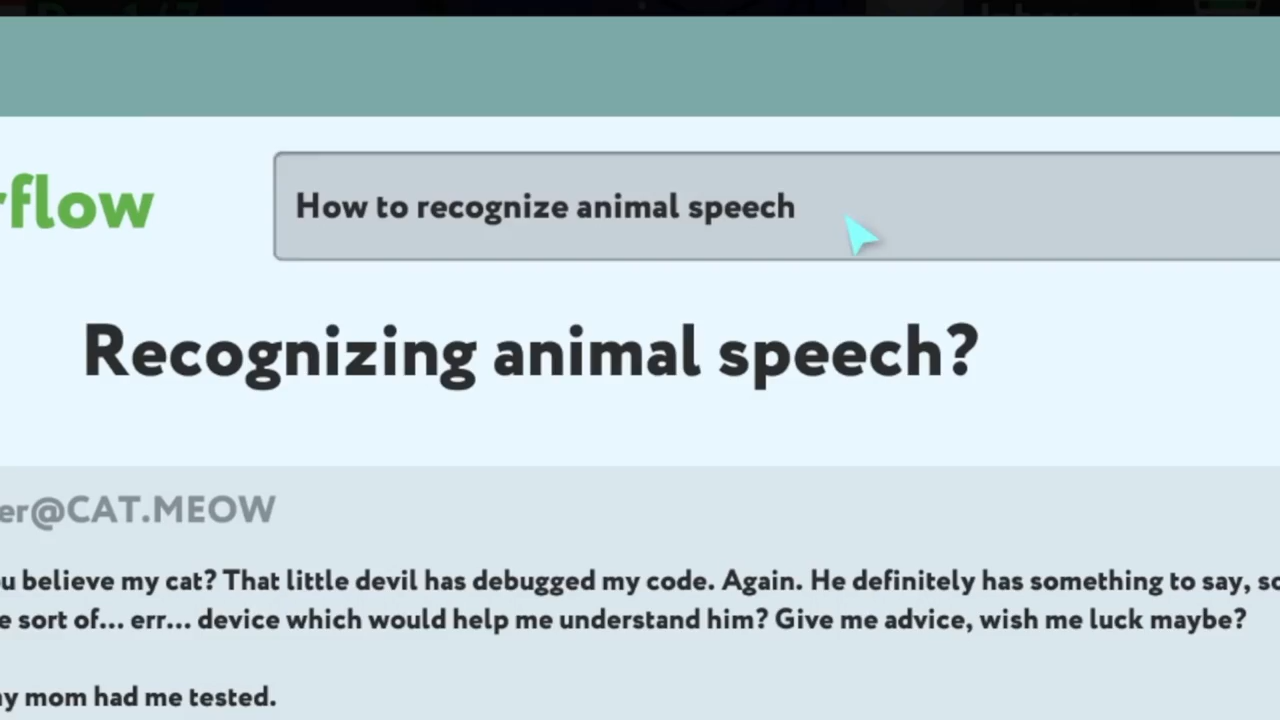 rflow
How to recognize animal speech
Recognizing animal speech?
er@CAT.MEOW
u believe my cat? That little devil has debugged my code. Again. He definitely has something to say, so
e sort of... err... device which would help me understand him? Give me advice, wish me luck maybe?
y mom had me tested.